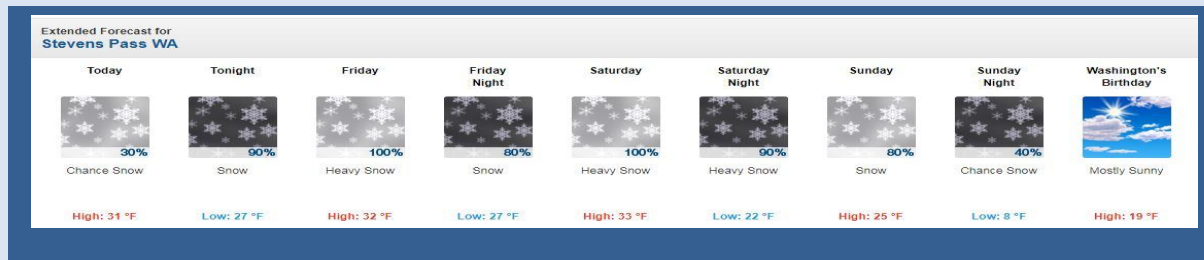 Extended Forecast for
Stevens Pass WA
Today
Tonight
Friday
Friday
Night
Saturday
Saturday
Night
Sunday
Sunday
Night
Washington's
Birthday
30%
90%
100%
80%
100%
90%
80%
40%
Chance Snow
Snow
Heavy Snow
Snow
Heavy Snow
Heavy Snow
Snow
Chance Snow
Mostly Sunny
High: 31 °F
Low: 27 °F
High: 32 °F
Low: 27 °F
High: 33 °F
Low: 22 °F
High: 25 °F
Low: 8 °F
High: 19 °F